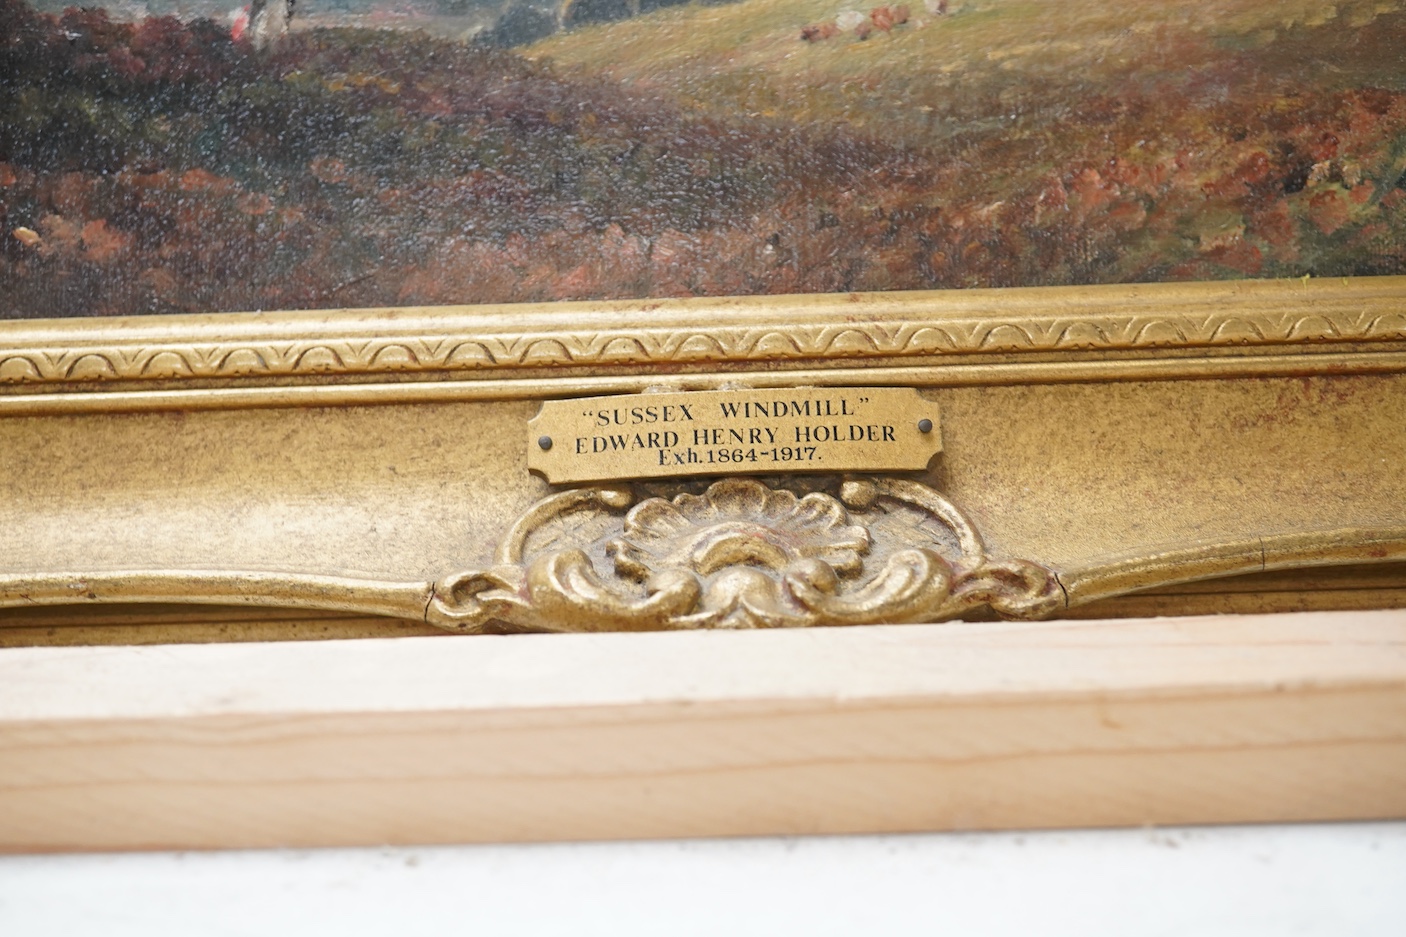 “SUSSEX WINDMILL”
EDWARD HENRY HOLDER
Exh.1864-1917.